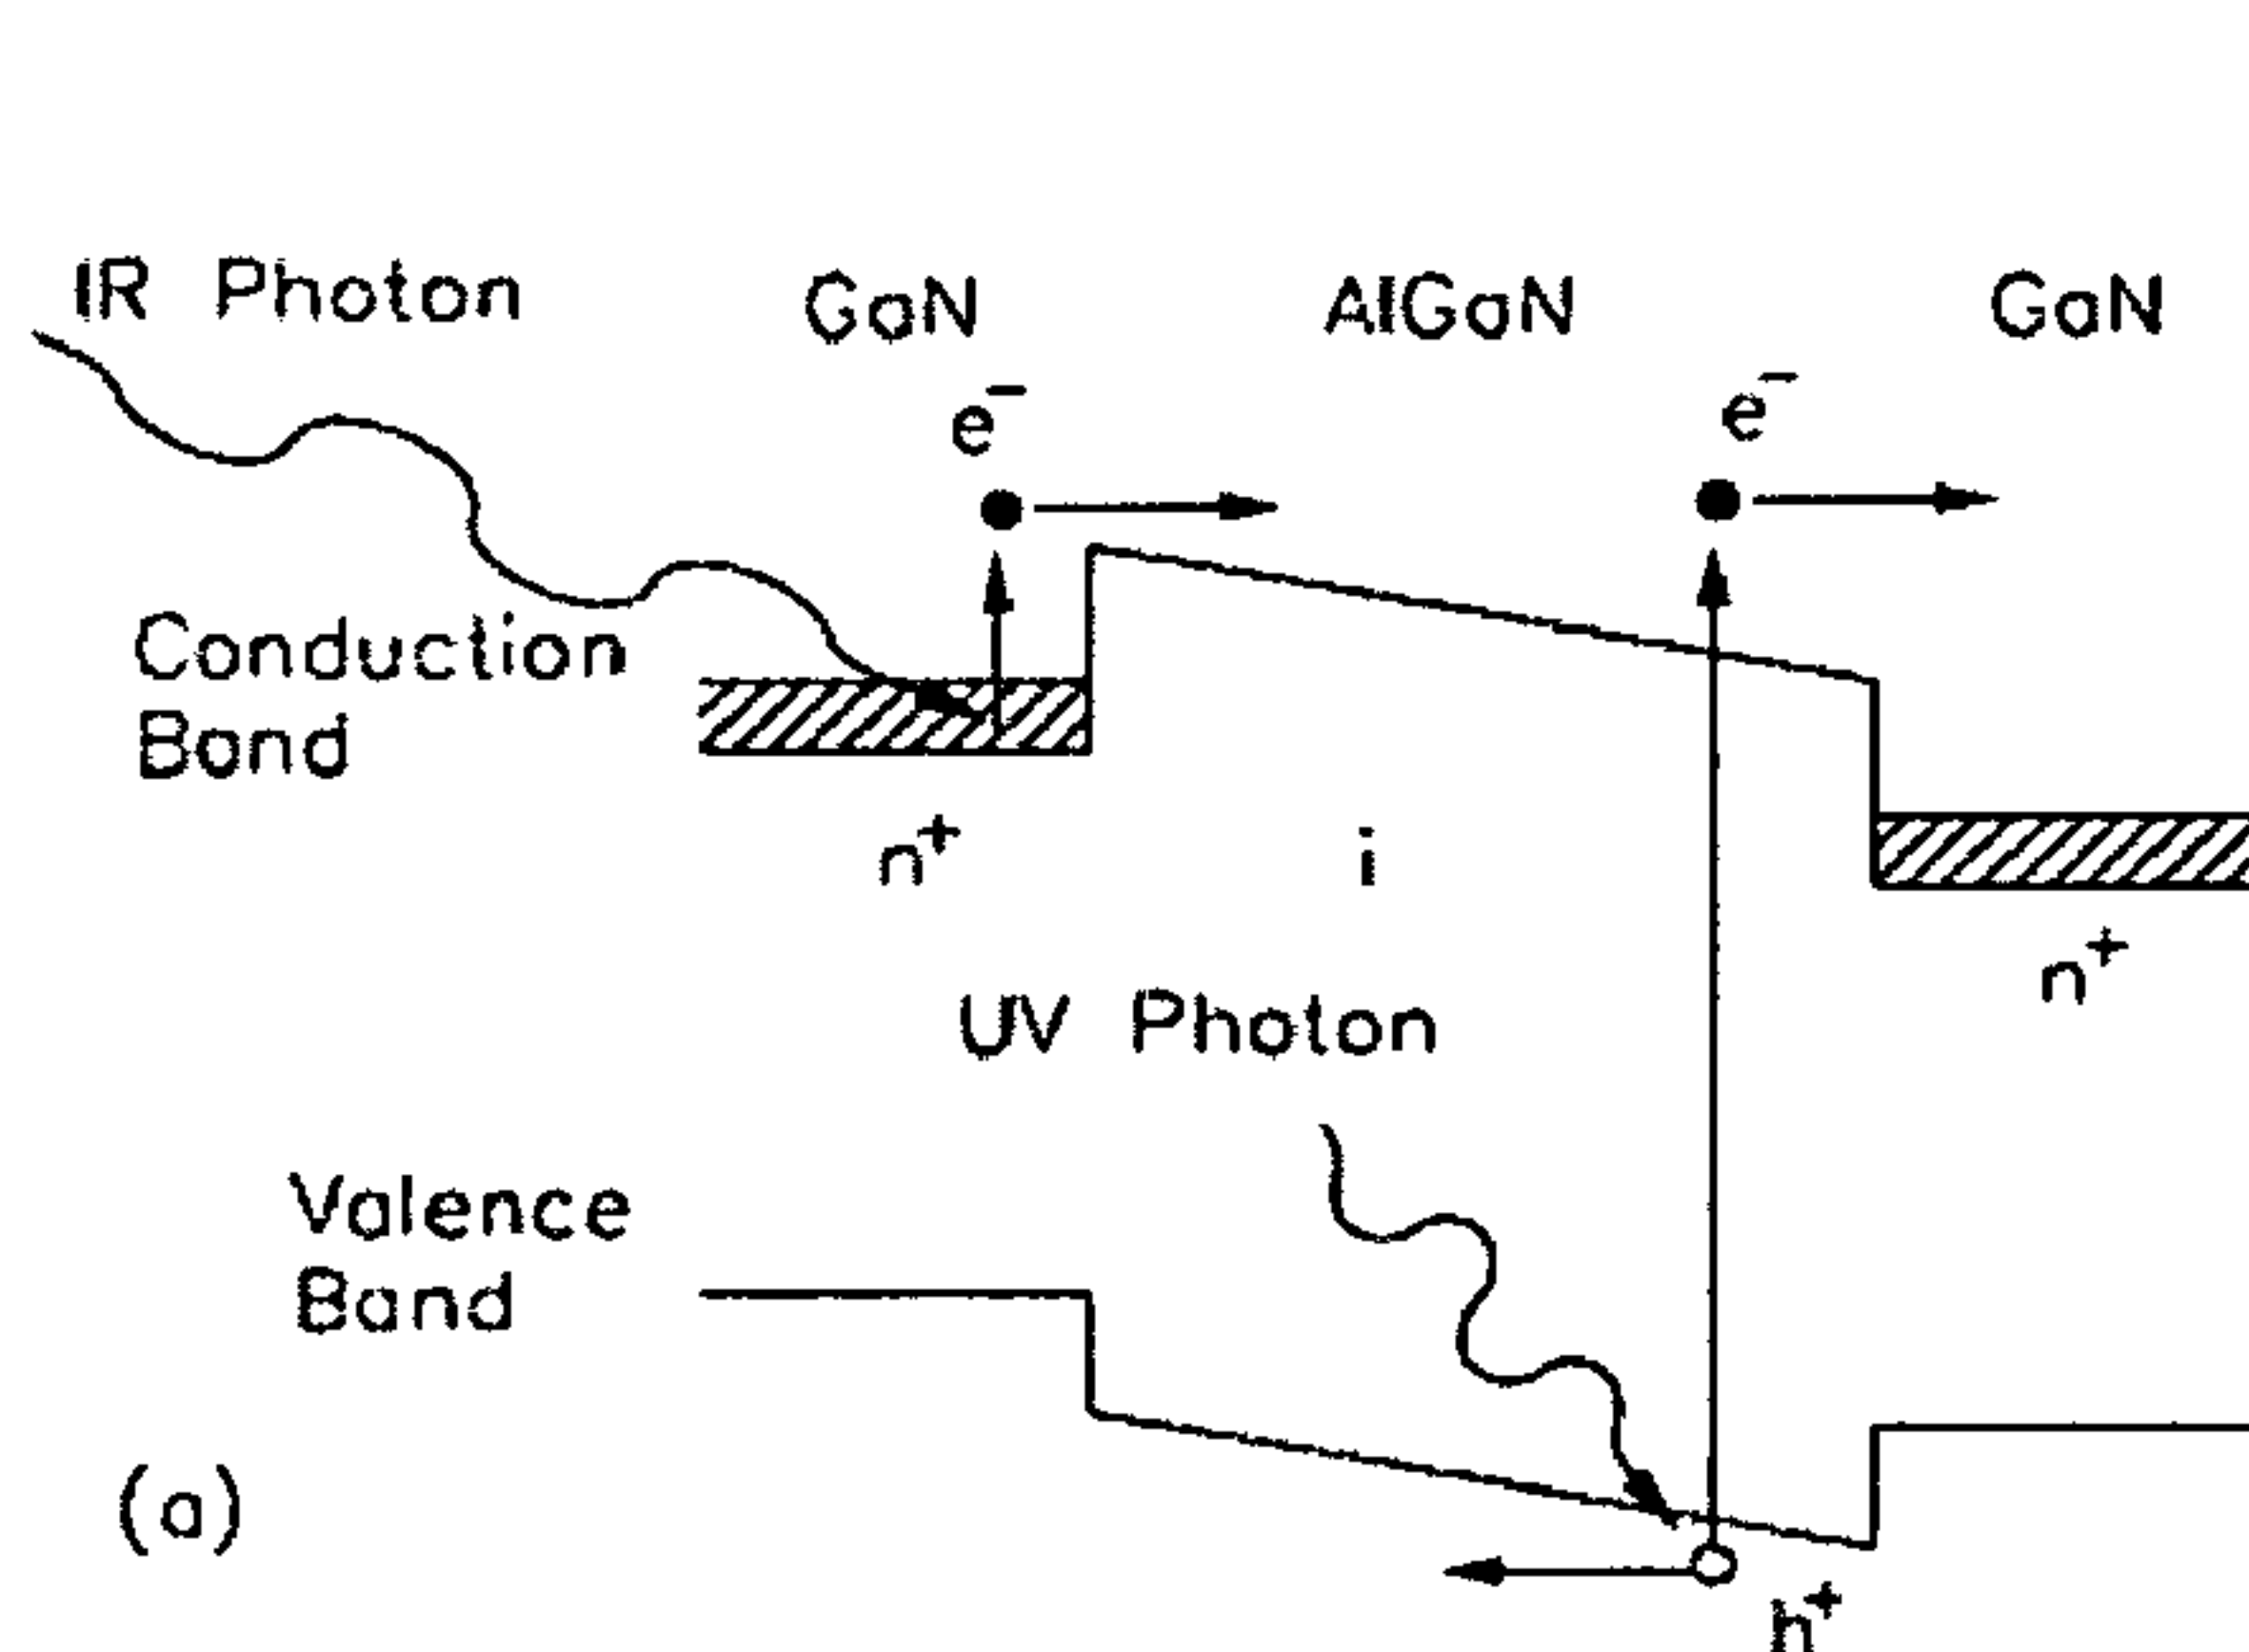 IR Photon
GaN
AlGaN
GaN
e⁻
e⁻
Conduction
Band
n⁺
i
n⁺
UV Photon
Valence
Band
(a)
h⁺